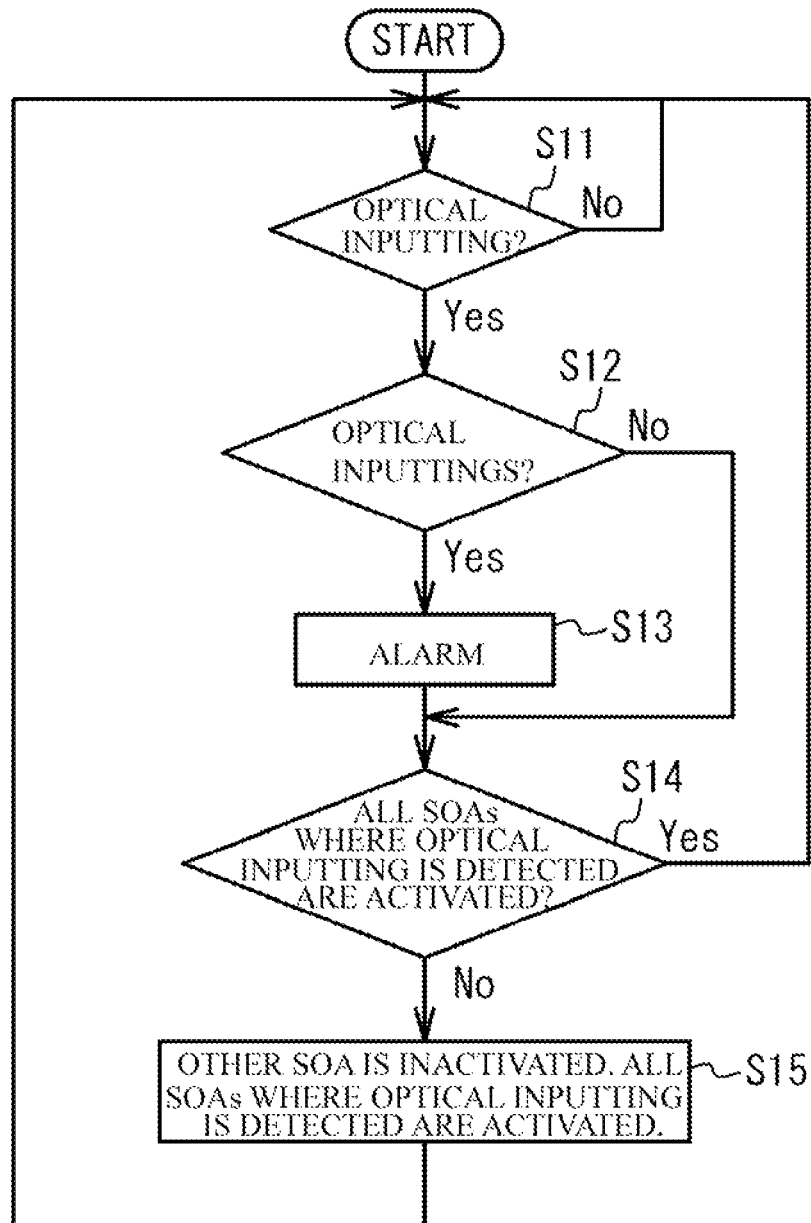 START
S11
OPTICAL
INPUTTING?
No
Yes
S12
OPTICAL
INPUTTINGS?
No
Yes
S13
ALARM
S14
ALL SOAs
WHERE OPTICAL
INPUTTING IS DETECTED
ARE ACTIVATED?
Yes
No
OTHER SOA IS INACTIVATED. ALL
SOAs WHERE OPTICAL INPUTTING
IS DETECTED ARE ACTIVATED.
S15